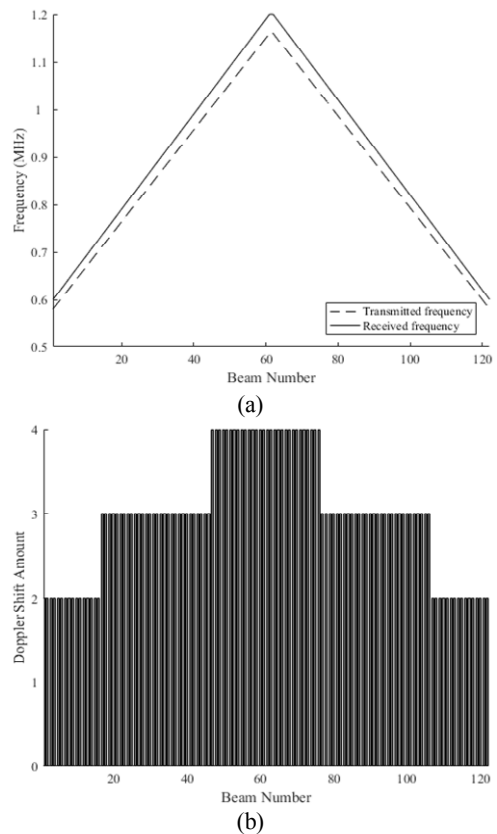 1.2
1.1
1
0.9
0.8
0.7
0.6
0.5
Frequency (MHz)
Transmitted frequency
Received frequency
20 40 60 80 100 120
Beam Number
(a)
4
3
2
1
0
Doppler Shift Amount
20 40 60 80 100 120
Beam Number
(b)